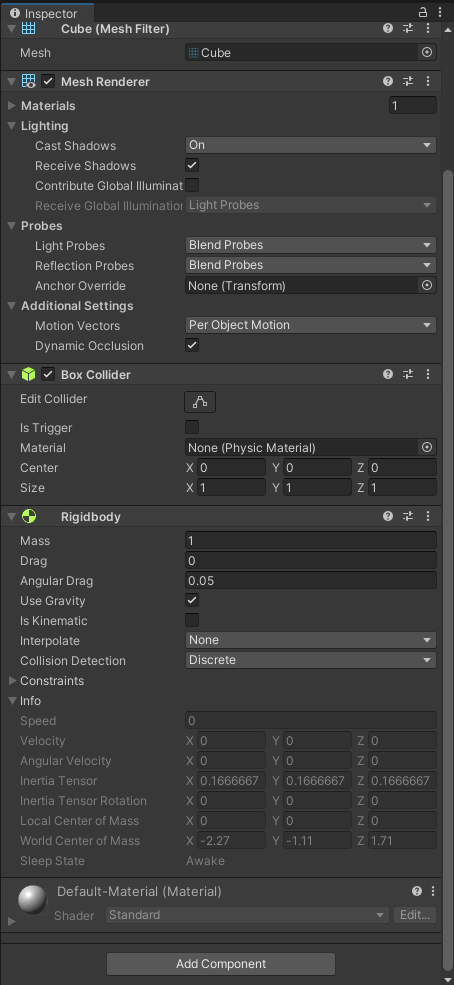 Inspector
Cube (Mesh Filter)
Mesh Cube
Mesh Renderer
Materials 1
Lighting
Cast Shadows On
Receive Shadows
Contribute Global Illuminat
Receive Global Illumination Light Probes
Probes
Light Probes Blend Probes
Reflection Probes Blend Probes
Anchor Override None (Transform)
Additional Settings
Motion Vectors Per Object Motion
Dynamic Occlusion
Box Collider
Edit Collider
Is Trigger
Material None (Physic Material)
Center X 0 Y 0 Z 0
Size X 1 Y 1 Z 1
Rigidbody
Mass 1
Drag 0
Angular Drag 0.05
Use Gravity
Is Kinematic
Interpolate None
Collision Detection Discrete
Constraints
Info
Speed 0
Velocity X 0 Y 0 Z 0
Angular Velocity X 0 Y 0 Z 0
Inertia Tensor X 0.1666667 Y 0.1666667 Z 0.1666667
Inertia Tensor Rotation X 0 Y 0 Z 0
Local Center of Mass X 0 Y 0 Z 0
World Center of Mass X -2.27 Y -1.11 Z 1.71
Sleep State Awake
Default-Material (Material)
Shader Standard Edit...
Add Component